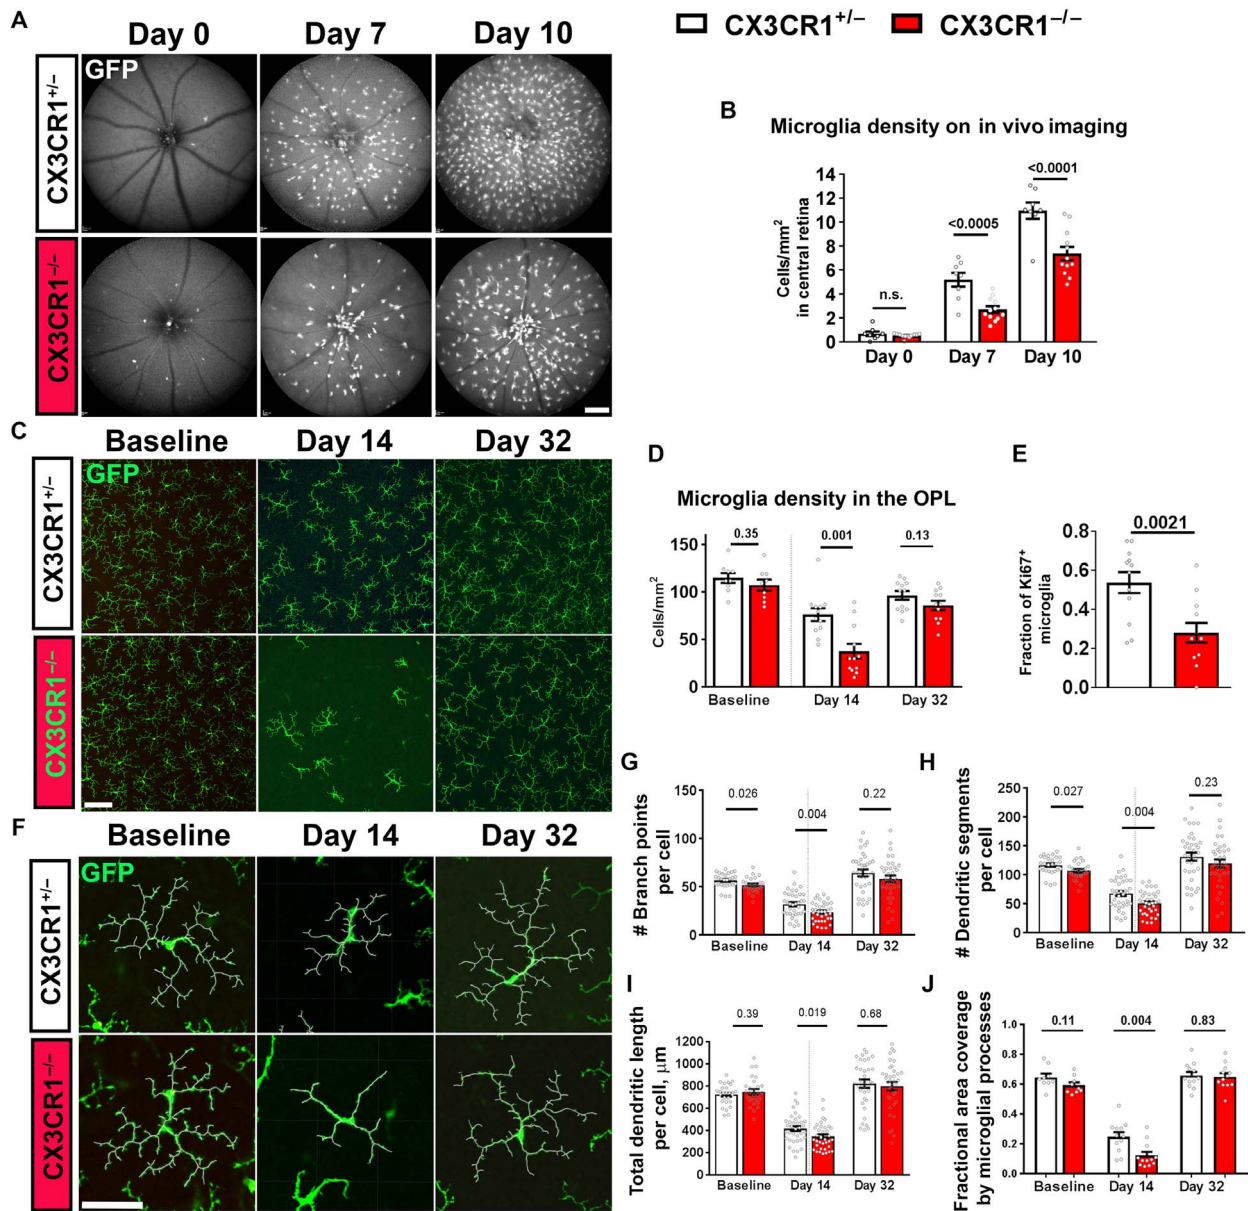 CX3CR1+/– CX3CR1–/–
A
Day 0 Day 7 Day 10
GFP
CX3CR1+/–
CX3CR1–/–
B
Microglia density on in vivo imaging
Cells/mm2
in central retina
14
12
10
8
6
4
2
0
n.s.
<0.0005
<0.0001
Day 0 Day 7 Day 10
C
Baseline Day 14 Day 32
GFP
CX3CR1+/–
CX3CR1–/–
D
Microglia density in the OPL
Cells/mm2
150
100
50
0
0.35 0.001 0.13
Baseline Day 14 Day 32
E
Fraction of Ki67+
microglia
0.8
0.6
0.4
0.2
0.0
0.0021
F
Baseline Day 14 Day 32
GFP
CX3CR1+/–
CX3CR1–/–
G
# Branch points
per cell
150
100
50
0
0.026 0.004 0.22
Baseline Day 14 Day 32
H
# Dendritic segments
per cell
250
200
150
100
50
0
0.027 0.004 0.23
Baseline Day 14 Day 32
I
Total dendritic length
per cell, μm
1200
1000
800
600
400
200
0
0.39 0.019 0.68
Baseline Day 14 Day 32
J
Fractional area coverage
by microglial processes
1.0
0.8
0.6
0.4
0.2
0.0
0.11 0.004 0.83
Baseline Day 14 Day 32